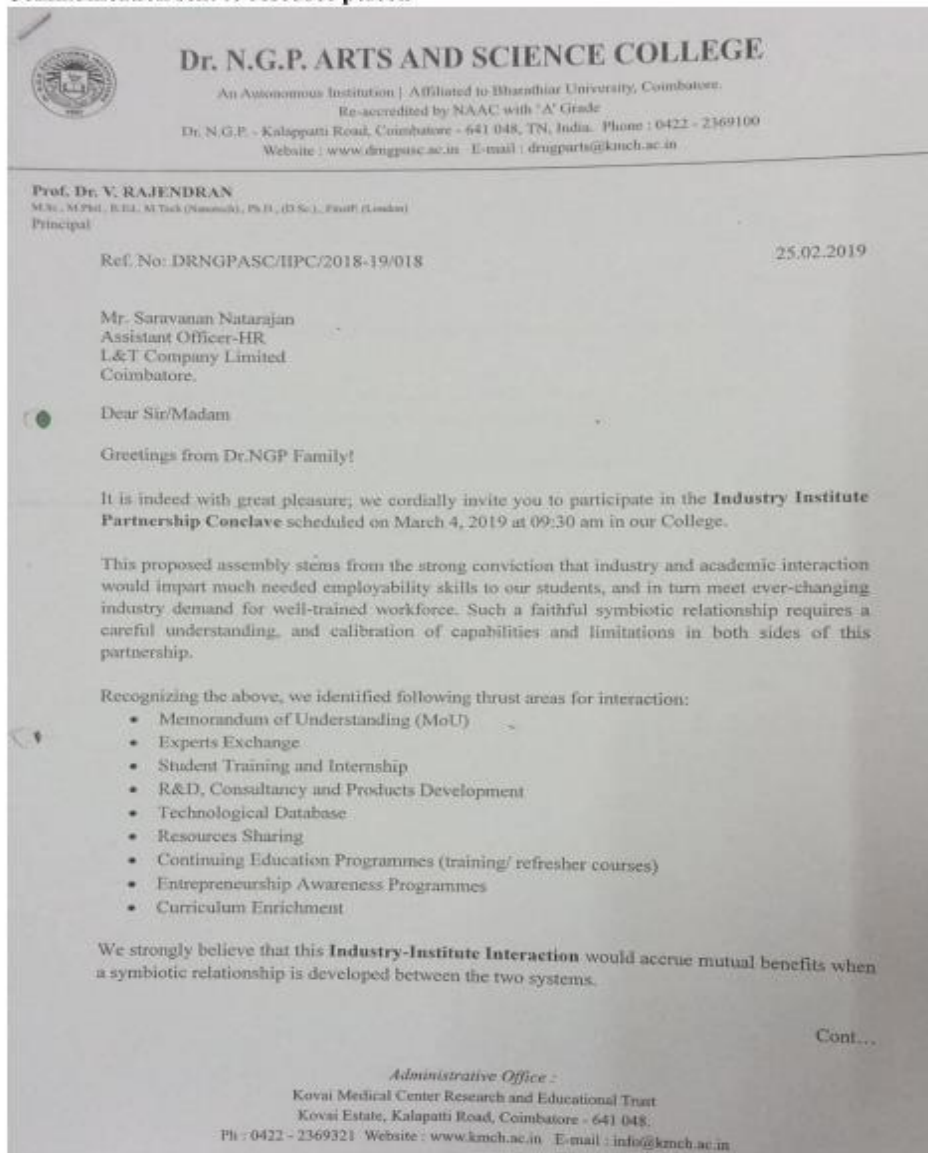 Dr. N.G.P. ARTS AND SCIENCE COLLEGE
An Autonomous Institution | Affiliated to Bharathiar University, Coimbatore.
Re-accredited by NAAC with 'A' Grade
Dr. N.G.P. - Kalappatti Road, Coimbatore - 641 048, TN, India. Phone : 0422 - 2369100
Website : www.drngpasc.ac.in E-mail : drngparts@kmch.ac.in
Prof. Dr. V. RAJENDRAN
M.Sc., M.Phil., B.Ed., M.Tech (Nanotech)., Ph.D., (D.Sc.), (London)
Principal
25.02.2019
Ref. No: DRNGPASC/IIPC/2018-19/018
Mr. Saravanan Natarajan
Assistant Officer-HR
L&T Company Limited
Coimbatore.
Dear Sir/Madam
Greetings from Dr.NGP Family!
It is indeed with great pleasure; we cordially invite you to participate in the Industry Institute
Partnership Conclave scheduled on March 4, 2019 at 09:30 am in our College.
This proposed assembly stems from the strong conviction that industry and academic interaction
would impart much needed employability skills to our students, and in turn meet ever-changing
industry demand for well-trained workforce. Such a faithful symbiotic relationship requires a
careful understanding, and calibration of capabilities and limitations in both sides of this
partnership.
Recognizing the above, we identified following thrust areas for interaction:
• Memorandum of Understanding (MoU)
• Experts Exchange
• Student Training and Internship
• R&D, Consultancy and Products Development
• Technological Database
• Resources Sharing
• Continuing Education Programmes (training/ refresher courses)
• Entrepreneurship Awareness Programmes
• Curriculum Enrichment
We strongly believe that this Industry-Institute Interaction would accrue mutual benefits when
a symbiotic relationship is developed between the two systems.
Cont...
Administrative Office :
Kovai Medical Center Research and Educational Trust
Kovai Estate, Kalapatti Road, Coimbatore - 641 048.
Ph : 0422 - 2369321 Website : www.kmch.ac.in E-mail : info@kmch.ac.in